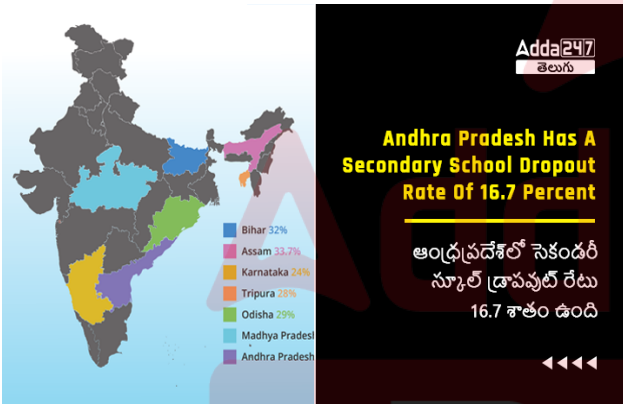 Bihar 32%
Assam 33.7%
Karnataka 24%
Tripura 28%
Odisha 29%
Madhya Pradesh
Andhra Pradesh
Adda247
తెలుగు
Andhra Pradesh Has A
Secondary School Dropout
Rate Of 16.7 Percent
ఆంధ్రప్రదేశ్‌లో సెకండరీ
స్కూల్ డ్రాపవుట్ రేటు
16.7 శాతం ఉంది